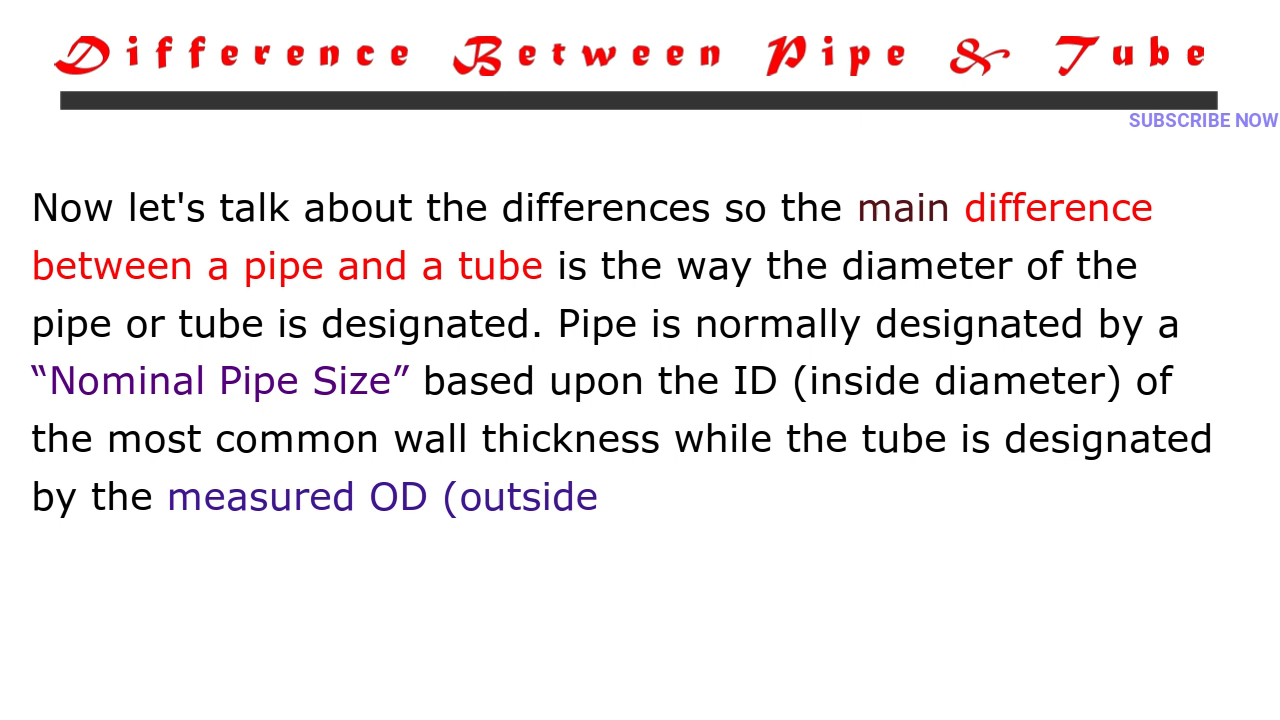 Difference Between Pipe & Tube
SUBSCRIBE NOW
Now let's talk about the differences so the main difference
between a pipe and a tube is the way the diameter of the
pipe or tube is designated. Pipe is normally designated by a
“Nominal Pipe Size” based upon the ID (inside diameter) of
the most common wall thickness while the tube is designated
by the measured OD (outside